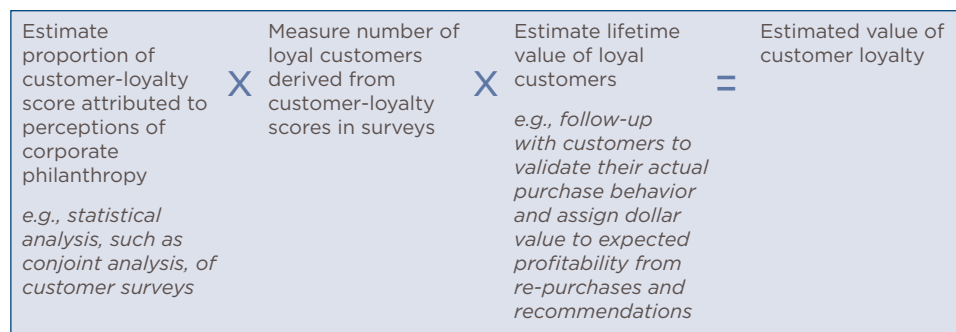 Estimate
proportion of
customer-loyalty
score attributed to
perceptions of
corporate
philanthropy
e.g., statistical
analysis, such as
conjoint analysis, of
customer surveys
X
Measure number of
loyal customers
derived from
customer-loyalty
scores in surveys
X
Estimate lifetime
value of loyal
customers
e.g., follow-up
with customers to
validate their actual
purchase behavior
and assign dollar
value to expected
profitability from
re-purchases and
recommendations
=
Estimated value of
customer loyalty